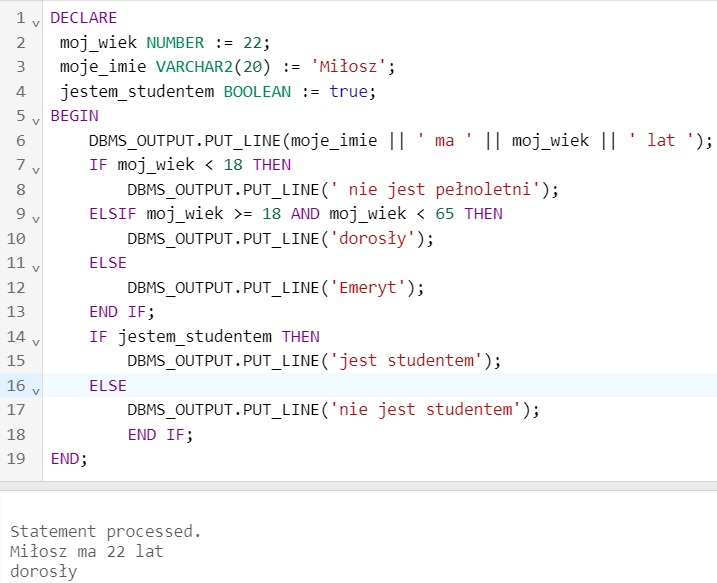 1 DECLARE
2 moj_wiek NUMBER := 22;
3 moje_imie VARCHAR2(20) := 'Miłosz';
4 jestem_studentem BOOLEAN := true;
5 BEGIN
6 DBMS_OUTPUT.PUT_LINE(moje_imie || ' ma ' || moj_wiek || ' lat ');
7 IF moj_wiek < 18 THEN
8 DBMS_OUTPUT.PUT_LINE(' nie jest pełnoletni');
9 ELSIF moj_wiek >= 18 AND moj_wiek < 65 THEN
10 DBMS_OUTPUT.PUT_LINE('dorosły');
11 ELSE
12 DBMS_OUTPUT.PUT_LINE('Emeryt');
13 END IF;
14 IF jestem_studentem THEN
15 DBMS_OUTPUT.PUT_LINE('jest studentem');
16 ELSE
17 DBMS_OUTPUT.PUT_LINE('nie jest studentem');
18 END IF;
19 END;
Statement processed.
Miłosz ma 22 lat
dorosły